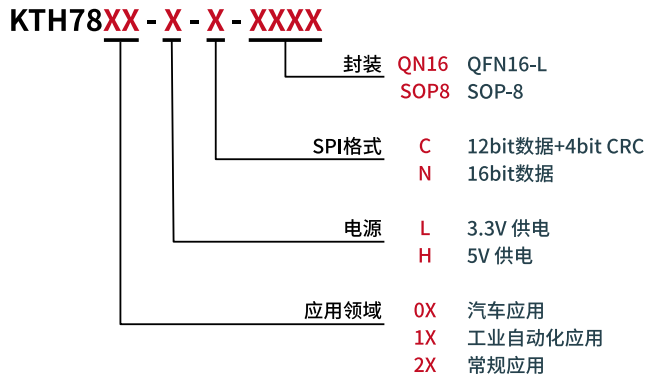 KTH78XX - X - X - XXXX
封装 QN16 QFN16-L
SOP8 SOP-8
SPI格式 C 12bit数据+4bit CRC
N 16bit数据
电源 L 3.3V 供电
H 5V 供电
应用领域 0X 汽车应用
1X 工业自动化应用
2X 常规应用